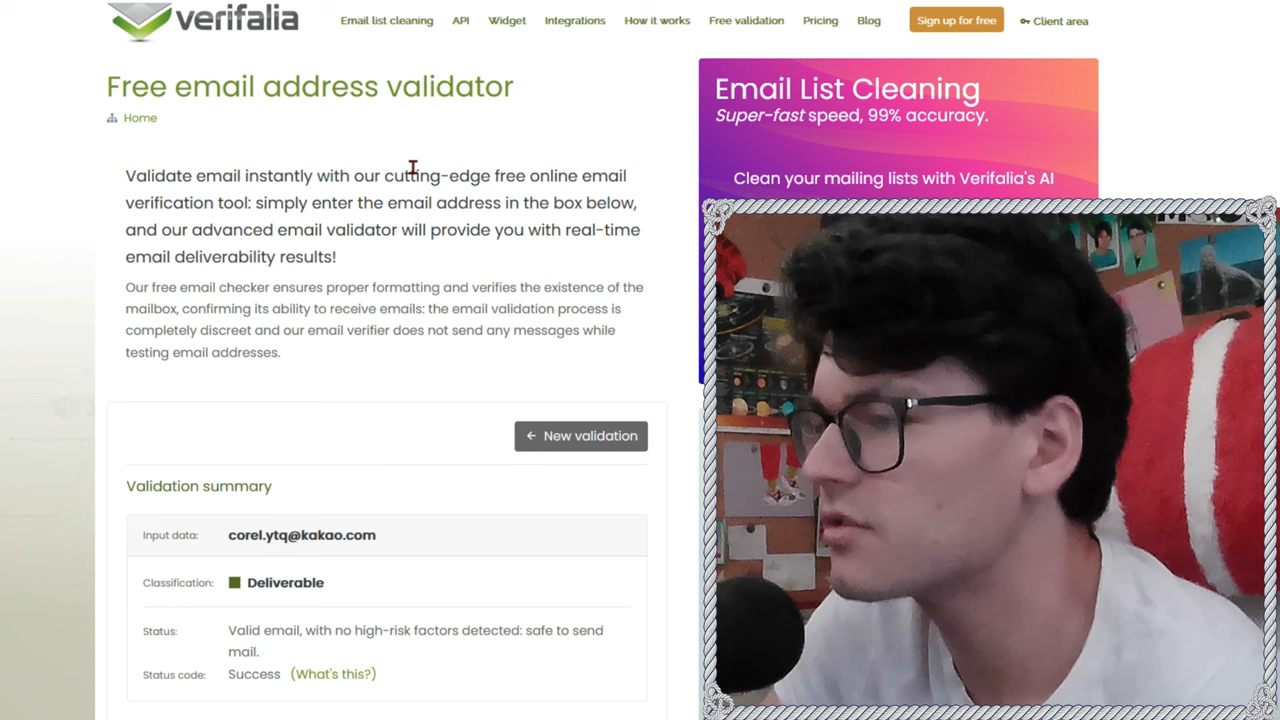 verifalia
Email list cleaning API Widget Integrations How it works Free validation Pricing Blog Sign up for free Client area
Free email address validator
Home
Validate email instantly with our cutting-edge free online email
verification tool: simply enter the email address in the box below,
and our advanced email validator will provide you with real-time
email deliverability results!
Our free email checker ensures proper formatting and verifies the existence of the
mailbox, confirming its ability to receive emails: the email validation process is
completely discreet and our email verifier does not send any messages while
testing email addresses.
New validation
Validation summary
Input data: corel.ytq@kakao.com
Classification: Deliverable
Status: Valid email, with no high-risk factors detected: safe to send
mail.
Status code: Success (What's this?)
Email List Cleaning
Super-fast speed, 99% accuracy.
Clean your mailing lists with Verifalia's AI